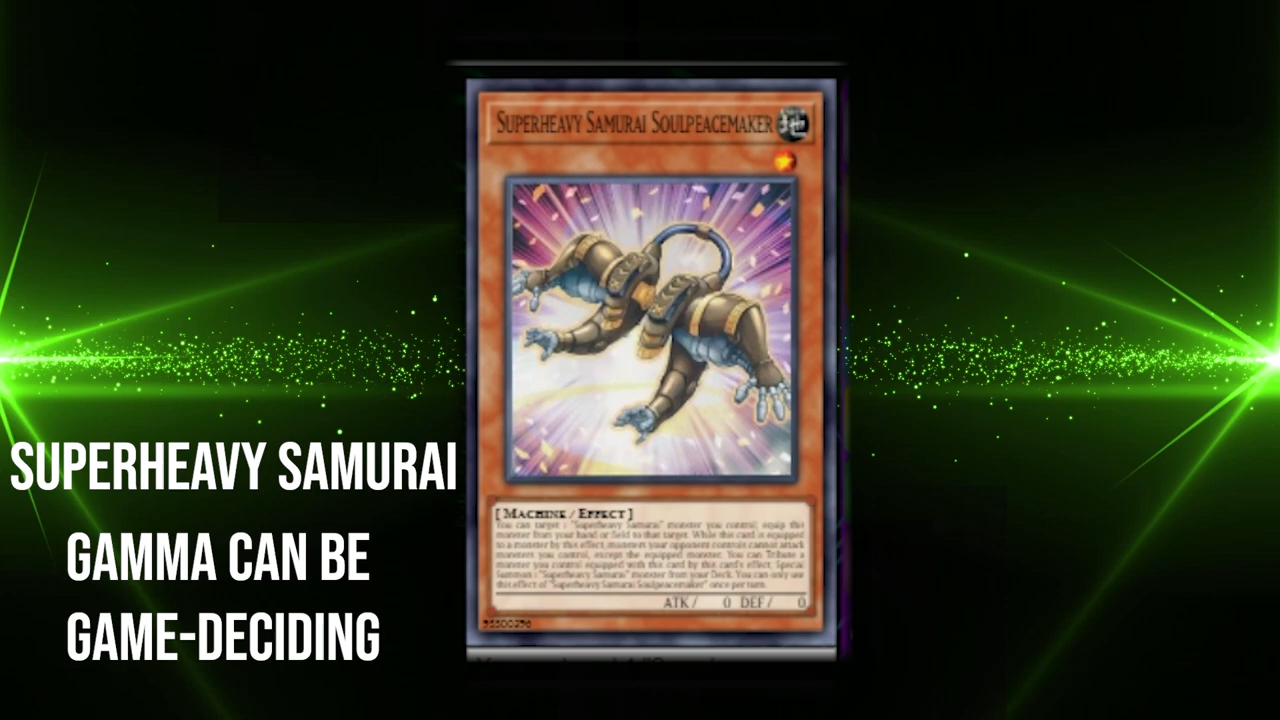 SUPERHEAVY SAMURAI SOULPEACEMAKER
[ MACHINE / EFFECT ]
You can target 1 "Superheavy Samurai" monster you control; equip this
monster from your hand or field to that target. While this card is equipped
to a monster by this effect, monsters your opponent controls cannot attack
monsters you control, except the equipped monster. You can Tribute a
monster you control equipped with this card by this card's effect; Special
Summon 1 "Superheavy Samurai" monster from your Deck. You can only use
this effect of "Superheavy Samurai Soulpeacemaker" once per turn.
ATK / 0 DEF / 0
SUPERHEAVY SAMURAI
GAMMA CAN BE
GAME-DECIDING